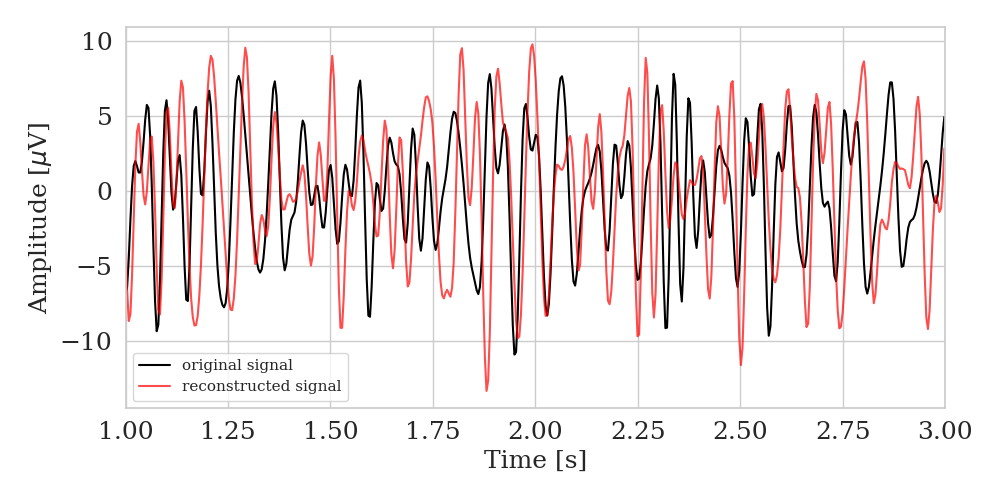 Amplitude [μV]
10
5
0
−5
−10
original signal
reconstructed signal
1.00 1.25 1.50 1.75 2.00 2.25 2.50 2.75 3.00
Time [s]